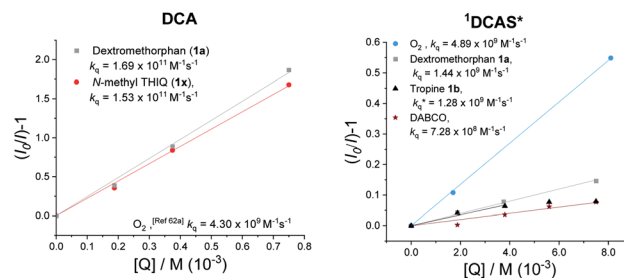 DCA
Dextromethorphan (1a)
kq = 1.69 x 10¹¹ M⁻¹s⁻¹
N-methyl THIQ (1x),
kq = 1.53 x 10¹¹ M⁻¹s⁻¹
O₂ ,[Ref 62a] kq = 4.30 x 10⁹ M⁻¹s⁻¹
(I₀/I)-1
2.0
1.5
1.0
0.5
0.0
0.0 0.1 0.2 0.3 0.4 0.5 0.6 0.7 0.8
[Q] / M (10⁻³)
¹DCAS*
O₂ , kq = 4.89 x 10⁹ M⁻¹s⁻¹
Dextromethorphan 1a,
kq = 1.44 x 10⁹ M⁻¹s⁻¹
Tropine 1b,
kq* = 1.28 x 10⁹ M⁻¹s⁻¹
DABCO,
kq = 7.28 x 10⁸ M⁻¹s⁻¹
(I₀/I)-1
0.6
0.5
0.4
0.3
0.2
0.1
0.0
0 1 2 3 4 5 6 7 8
[Q] / M (10⁻³)